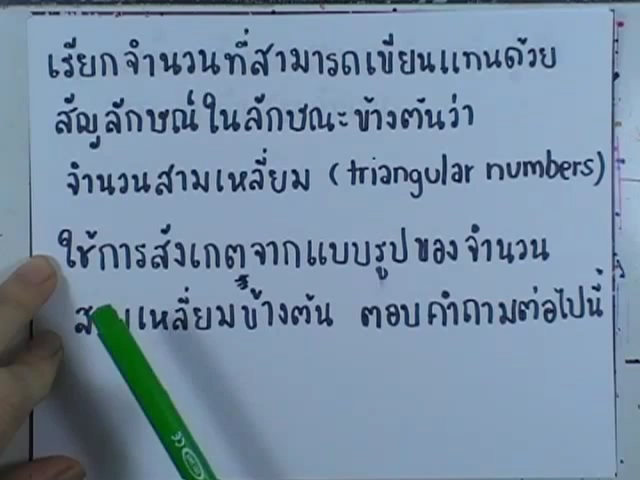 เรียกจำนวนที่สามารถเขียนแทนด้วย
สัญลักษณ์ในลักษณะข้างต้นว่า
จำนวนสามเหลี่ยม (triangular numbers)
ใช้การสังเกตจากแบบรูปของจำนวน
สามเหลี่ยมข้างต้น ตอบคำถามต่อไปนี้